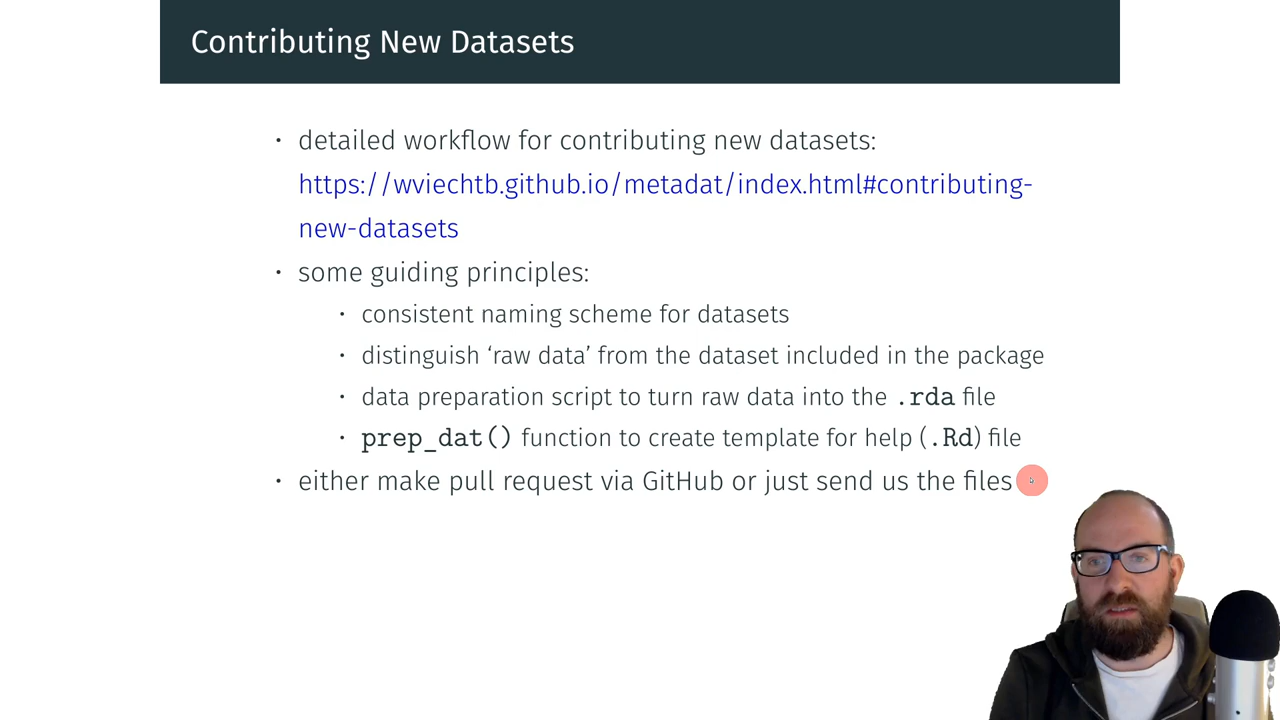 Contributing New Datasets
• detailed workflow for contributing new datasets:
https://wviechtb.github.io/metadat/index.html#contributing-
new-datasets
• some guiding principles:
• consistent naming scheme for datasets
• distinguish ‘raw data’ from the dataset included in the package
• data preparation script to turn raw data into the .rda file
• prep_dat() function to create template for help (.Rd) file
• either make pull request via GitHub or just send us the files